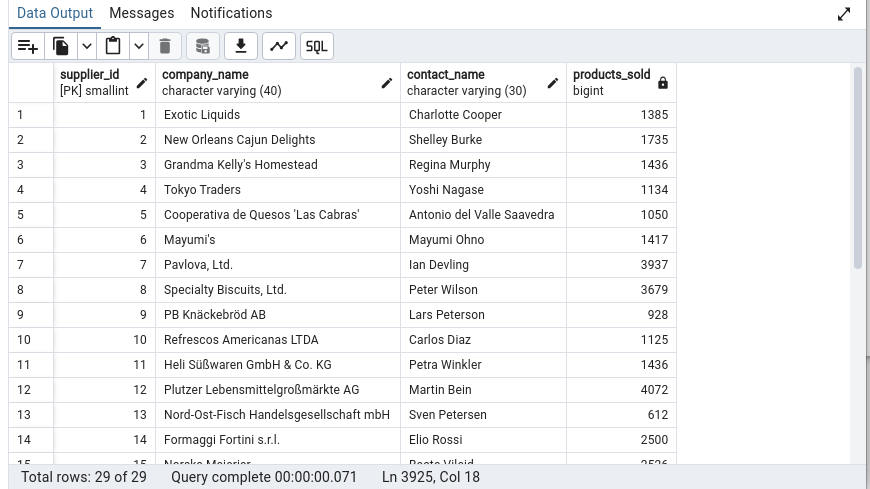 Data Output Messages Notifications
SQL
supplier_id company_name contact_name products_sold
[PK] smallint character varying (40) character varying (30) bigint
1 1 Exotic Liquids Charlotte Cooper 1385
2 2 New Orleans Cajun Delights Shelley Burke 1735
3 3 Grandma Kelly's Homestead Regina Murphy 1436
4 4 Tokyo Traders Yoshi Nagase 1134
5 5 Cooperativa de Quesos 'Las Cabras' Antonio del Valle Saavedra 1050
6 6 Mayumi's Mayumi Ohno 1417
7 7 Pavlova, Ltd. Ian Devling 3937
8 8 Specialty Biscuits, Ltd. Peter Wilson 3679
9 9 PB Knäckebröd AB Lars Peterson 928
10 10 Refrescos Americanas LTDA Carlos Diaz 1125
11 11 Heli Süßwaren GmbH & Co. KG Petra Winkler 1436
12 12 Plutzer Lebensmittelgroßmärkte AG Martin Bein 4072
13 13 Nord-Ost-Fisch Handelsgesellschaft mbH Sven Petersen 612
14 14 Formaggi Fortini s.r.l. Elio Rossi 2500
15 15 Norske Meierier
Total rows: 29 of 29 Query complete 00:00:00.071 Ln 3925, Col 18